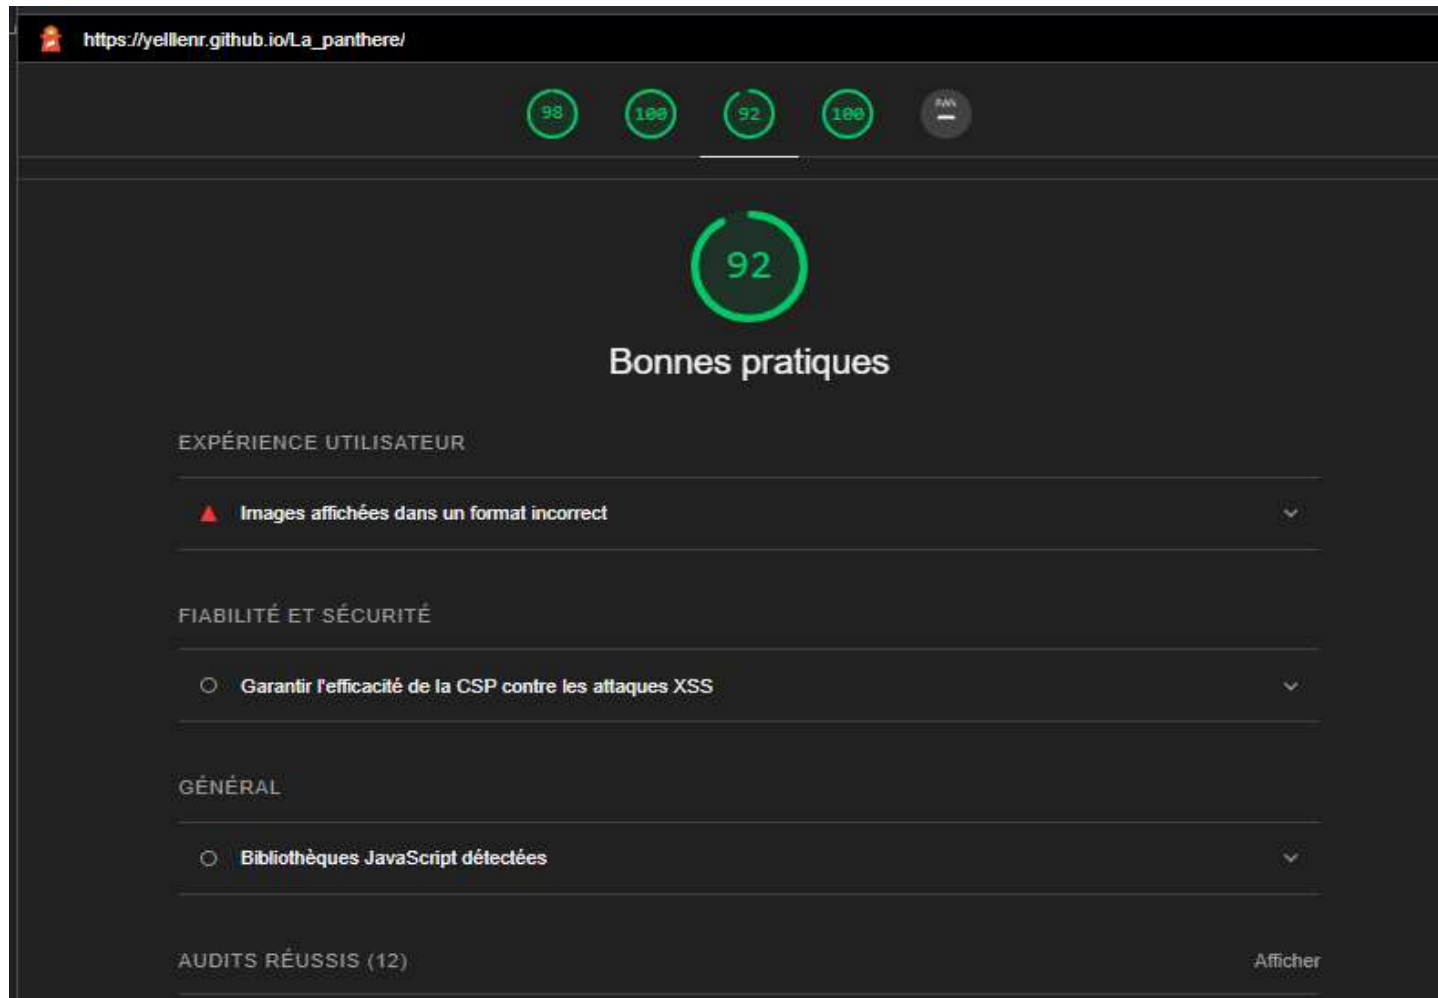 https://yelllenr.github.io/La_panthere/
98 100 92 100 PWA
92
Bonnes pratiques
EXPÉRIENCE UTILISATEUR
Images affichées dans un format incorrect
FIABILITÉ ET SÉCURITÉ
Garantir l'efficacité de la CSP contre les attaques XSS
GÉNÉRAL
Bibliothèques JavaScript détectées
AUDITS RÉUSSIS (12) Afficher